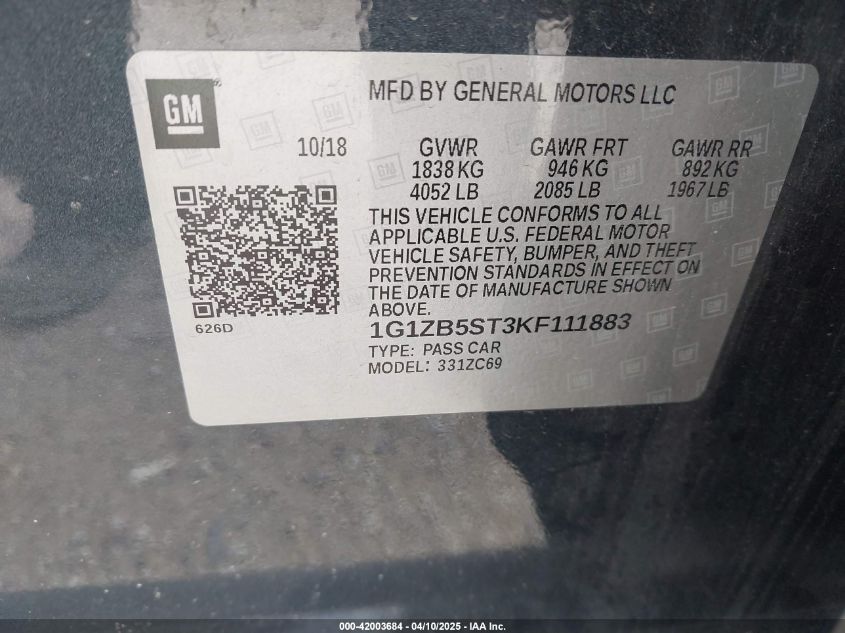 GM
MFD BY GENERAL MOTORS LLC
10/18 GVWR GAWR FRT GAWR RR
1838 KG 946 KG 892 KG
4052 LB 2085 LB 1967 LB
THIS VEHICLE CONFORMS TO ALL
APPLICABLE U.S. FEDERAL MOTOR
VEHICLE SAFETY, BUMPER, AND THEFT
PREVENTION STANDARDS IN EFFECT ON
THE DATE OF MANUFACTURE SHOWN
ABOVE.
626D
1G1ZB5ST3KF111883
TYPE: PASS CAR
MODEL: 331ZC69
000-42003684 - 04/10/2025 - IAA Inc.